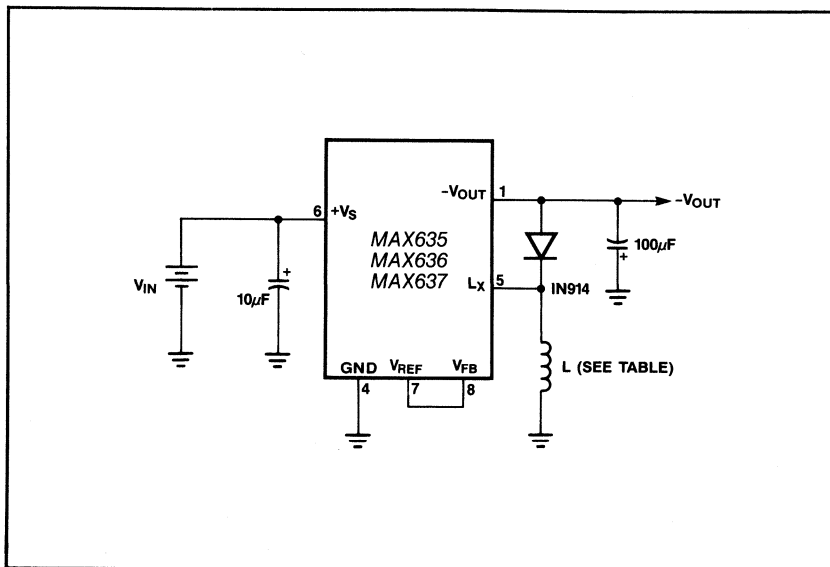 -VOUT 1
-VOUT
6 +VS
MAX635
MAX636
MAX637
100μF
+
VIN
+
10μF
LX 5
IN914
L (SEE TABLE)
GND VREF VFB
4 7 8